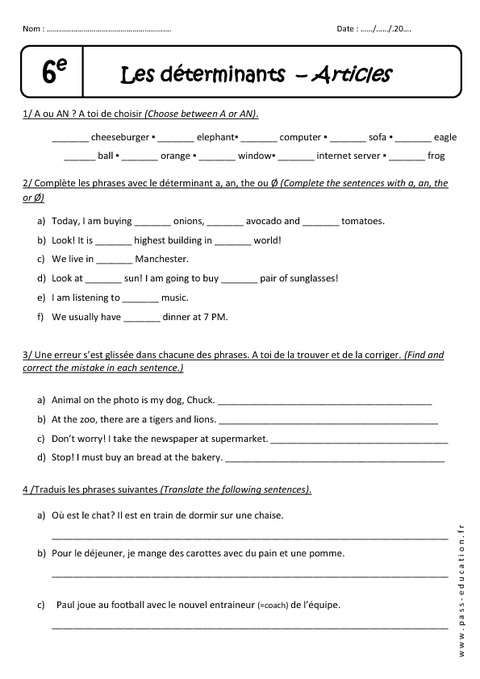 Nom : ………………………………………………
Date : ……/……/.20….
6e
Les déterminants – Articles
1/ A ou AN ? A toi de choisir (Choose between A or AN).
_______ cheeseburger ▪ _______ elephant▪ _______ computer ▪ _______ sofa ▪ _______ eagle
______ ball ▪ _______ orange ▪ _______ window▪ _______ internet server ▪ _______ frog
2/ Complète les phrases avec le déterminant a, an, the ou Ø (Complete the sentences with a, an, the
or Ø)
a) Today, I am buying _______ onions, _______ avocado and _______ tomatoes.
b) Look! It is _______ highest building in _______ world!
c) We live in _______ Manchester.
d) Look at _______ sun! I am going to buy _______ pair of sunglasses!
e) I am listening to _______ music.
f) We usually have _______ dinner at 7 PM.
3/ Une erreur s'est glissée dans chacune des phrases. A toi de la trouver et de la corriger. (Find and
correct the mistake in each sentence.)
a) Animal on the photo is my dog, Chuck. ________________________________________
b) At the zoo, there are a tigers and lions. ________________________________________
c) Don't worry! I take the newspaper at supermarket. ________________________________
d) Stop! I must buy an bread at the bakery. ________________________________________
4 /Traduis les phrases suivantes (Translate the following sentences).
a) Où est le chat? Il est en train de dormir sur une chaise.
b) Pour le déjeuner, je mange des carottes avec du pain et une pomme.
c) Paul joue au football avec le nouvel entraineur (=coach) de l'équipe.
www.pass-education.fr